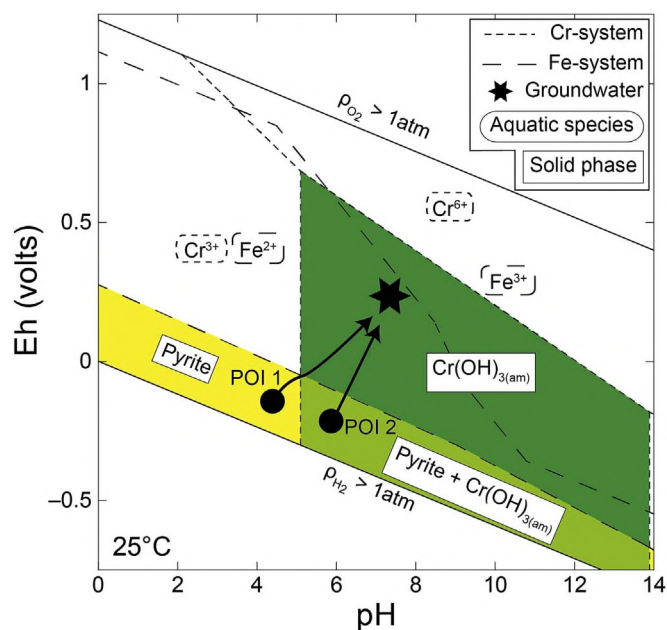 Cr-system
Fe-system
Groundwater
Aquatic species
Solid phase
ρO₂ > 1atm
Cr⁶⁺
Cr³⁺ Fe²⁺
Fe³⁺
Pyrite
POI 1
POI 2
Cr(OH)₃₍ₐₘ₎
Pyrite + Cr(OH)₃₍ₐₘ₎
ρH₂ > 1atm
25°C
Eh (volts)
1
0.5
0
−0.5
0 2 4 6 8 10 12 14
pH